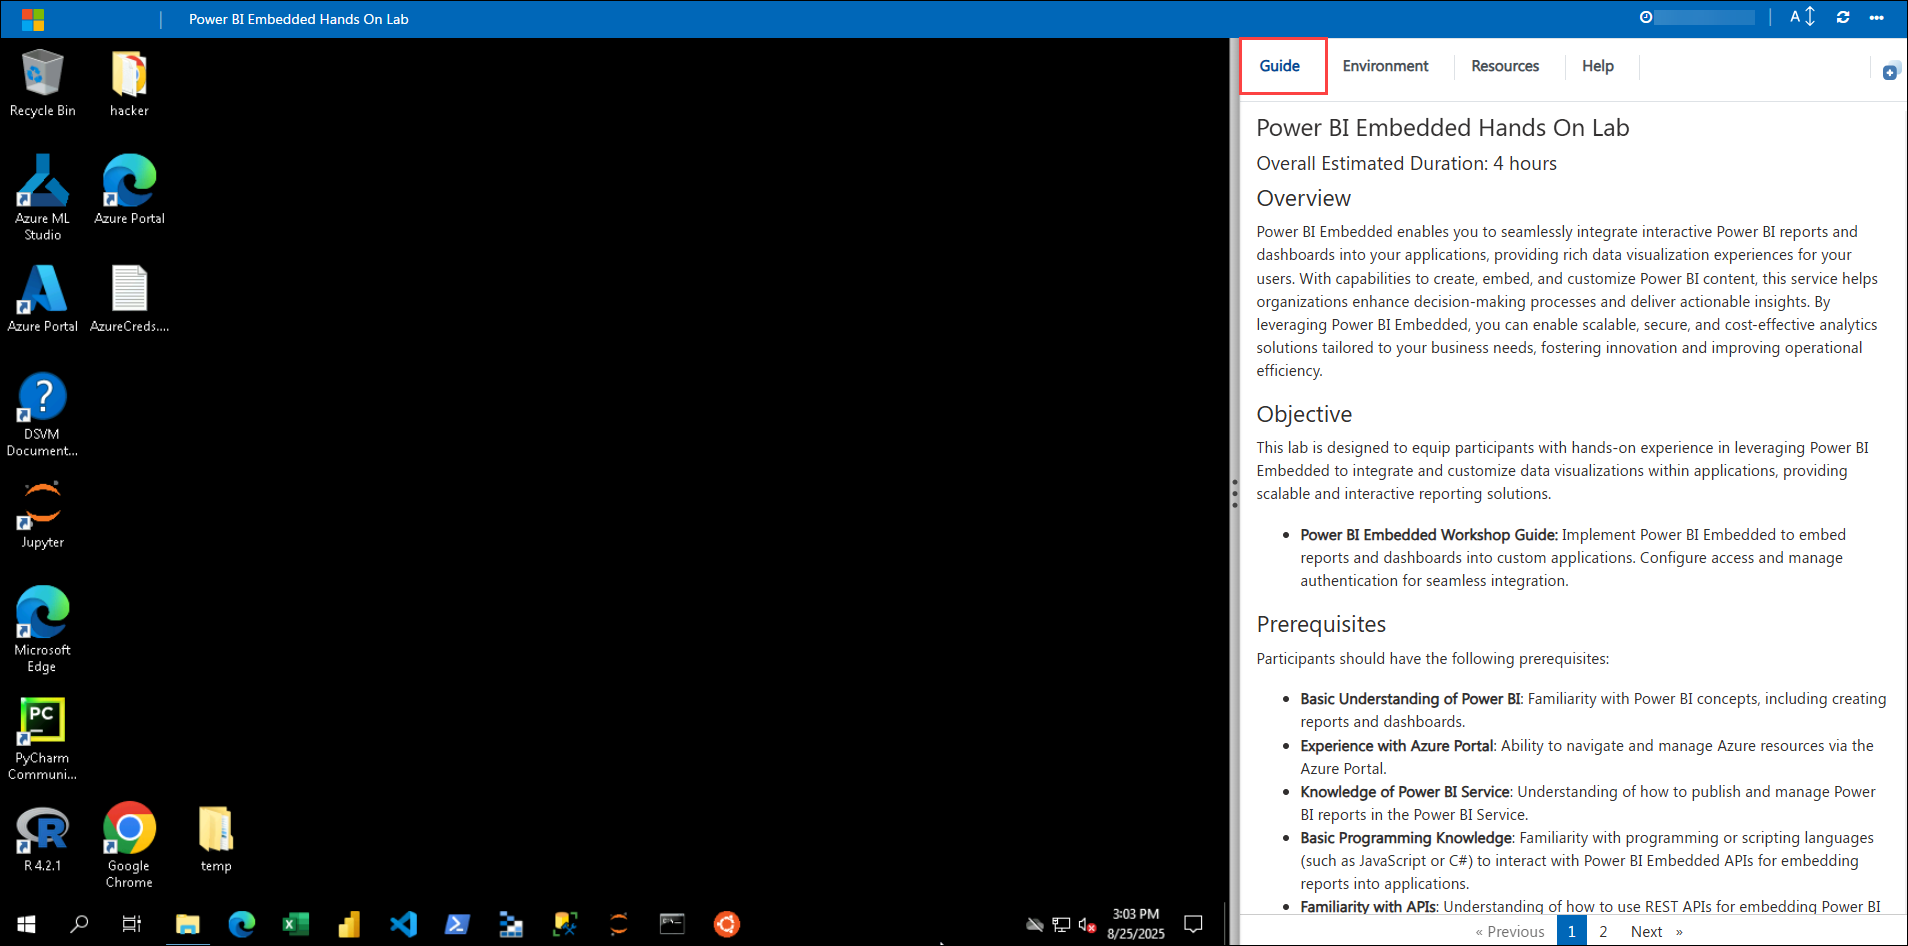 Power BI Embedded Hands On Lab
A
Recycle Bin
hacker
Azure ML
Studio
Azure Portal
Azure Portal
AzureCreds....
?
DSVM
Document...
Jupyter
Microsoft
Edge
PC
PyCharm
Communi...
R
R 4.2.1
Google
Chrome
temp
3:03 PM
8/25/2025
Guide
Environment
Resources
Help
Power BI Embedded Hands On Lab
Overall Estimated Duration: 4 hours
Overview
Power BI Embedded enables you to seamlessly integrate interactive Power BI reports and
dashboards into your applications, providing rich data visualization experiences for your
users. With capabilities to create, embed, and customize Power BI content, this service helps
organizations enhance decision-making processes and deliver actionable insights. By
leveraging Power BI Embedded, you can enable scalable, secure, and cost-effective analytics
solutions tailored to your business needs, fostering innovation and improving operational
efficiency.
Objective
This lab is designed to equip participants with hands-on experience in leveraging Power BI
Embedded to integrate and customize data visualizations within applications, providing
scalable and interactive reporting solutions.
• Power BI Embedded Workshop Guide: Implement Power BI Embedded to embed
reports and dashboards into custom applications. Configure access and manage
authentication for seamless integration.
Prerequisites
Participants should have the following prerequisites:
• Basic Understanding of Power BI: Familiarity with Power BI concepts, including creating
reports and dashboards.
• Experience with Azure Portal: Ability to navigate and manage Azure resources via the
Azure Portal.
• Knowledge of Power BI Service: Understanding of how to publish and manage Power
BI reports in the Power BI Service.
• Basic Programming Knowledge: Familiarity with programming or scripting languages
(such as JavaScript or C#) to interact with Power BI Embedded APIs for embedding
reports into applications.
• Familiarity with APIs: Understanding of how to use REST APIs for embedding Power BI
« Previous 1 2 Next »